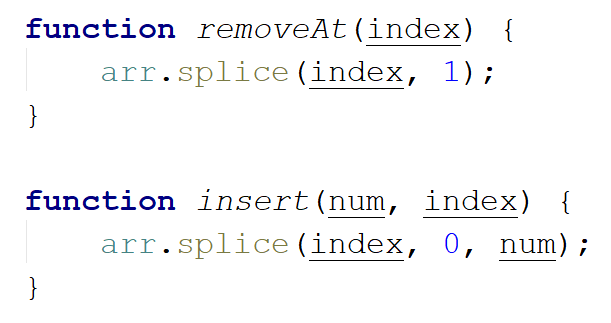 function removeAt(index) {
    arr.splice(index, 1);
}

function insert(num, index) {
    arr.splice(index, 0, num);
}